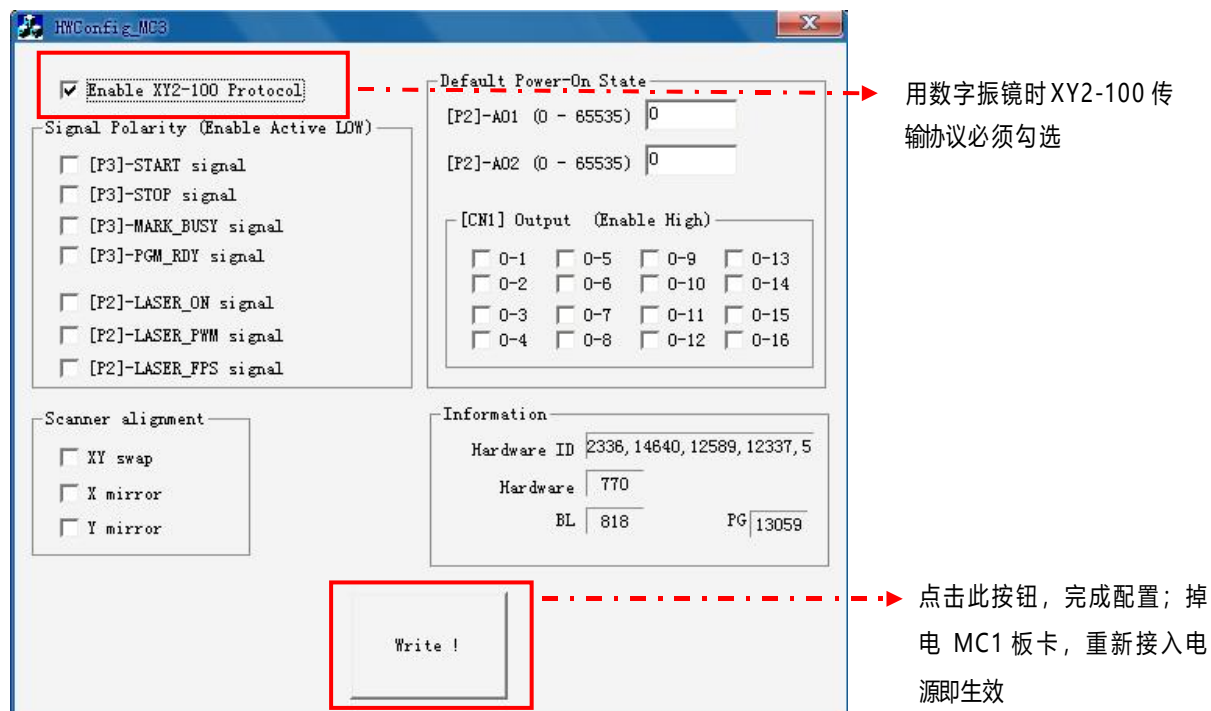 HWConfig_MC3
Enable XY2-100 Protocol
Signal Polarity (Enable Active LOW)
[P3]-START signal
[P3]-STOP signal
[P3]-MARK_BUSY signal
[P3]-PGM_RDY signal
[P2]-LASER_ON signal
[P2]-LASER_PWM signal
[P2]-LASER_FPS signal
Scanner alignment
XY swap
X mirror
Y mirror
Default Power-On State
[P2]-AO1 (0 - 65535) 0
[P2]-AO2 (0 - 65535) 0
[CN1] Output (Enable High)
O-1 O-5 O-9 O-13
O-2 O-6 O-10 O-14
O-3 O-7 O-11 O-15
O-4 O-8 O-12 O-16
Information
Hardware ID 2336, 14640, 12589, 12337, 5
Hardware 770
BL 818 PG 13059
Write !
用数字振镜时 XY2-100 传
输协议必须勾选
点击此按钮，完成配置；掉
电 MC1 板卡，重新接入电
源即生效